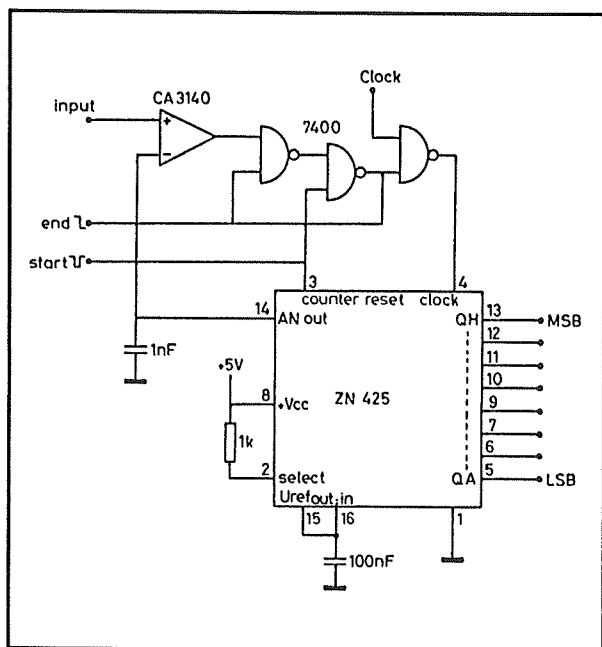 Clock
CA3140
input
+
7400
−
end
start
3
4
counter reset clock
14
AN out
QH
13
MSB
12
1nF
11
+5V
10
8
+Vcc
ZN 425
9
1k
7
6
2
select
QA
5
LSB
Urefout in
15
16
1
100nF